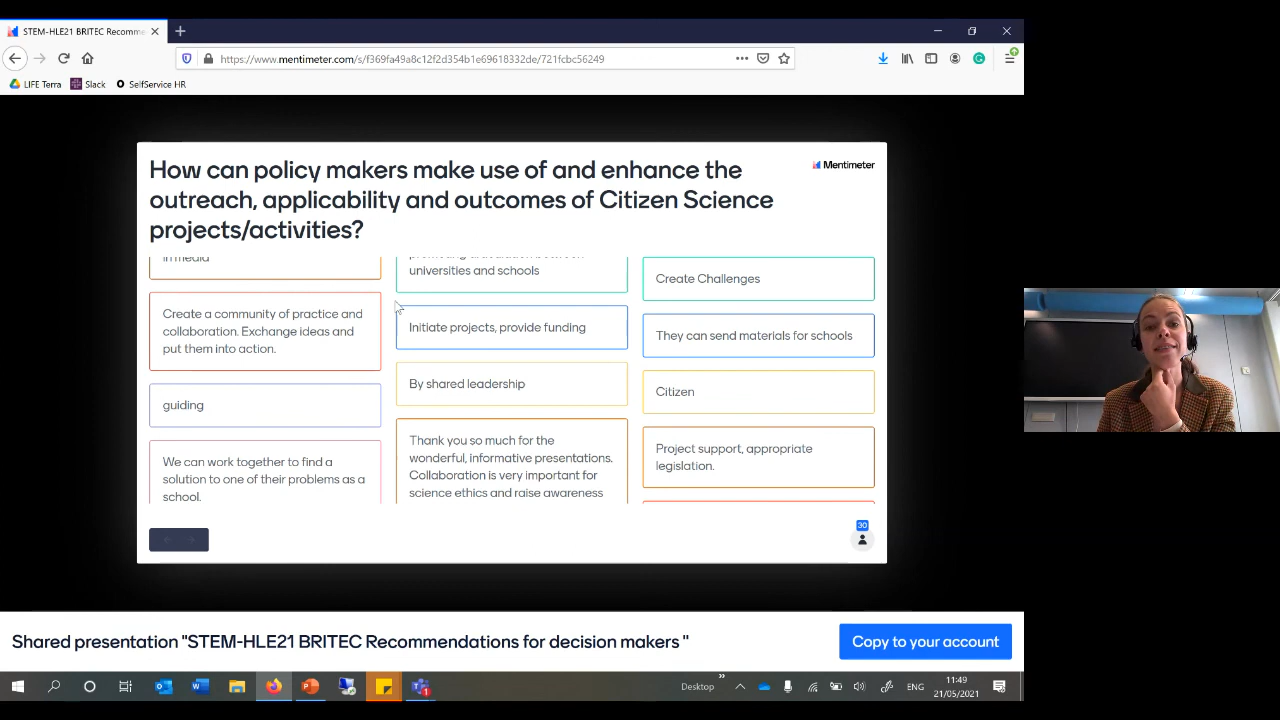 STEM-HLE21 BRITEC Recomme
https://www.mentimeter.com/s/f369fa49a8c12f2d354b1e69618332de/721fcbc56249
LIFE Terra
Slack
SelfService HR
How can policy makers make use of and enhance the
outreach, applicability and outcomes of Citizen Science
projects/activities?
Mentimeter
in media
Create a community of practice and
collaboration. Exchange ideas and
put them into action.
guiding
We can work together to find a
solution to one of their problems as a
school.
universities and schools
Initiate projects, provide funding
By shared leadership
Thank you so much for the
wonderful, informative presentations.
Collaboration is very important for
science ethics and raise awareness
Create Challenges
They can send materials for schools
Citizen
Project support, appropriate
legislation.
30
Shared presentation "STEM-HLE21 BRITEC Recommendations for decision makers "
Copy to your account
Desktop
ENG
11:49
21/05/2021